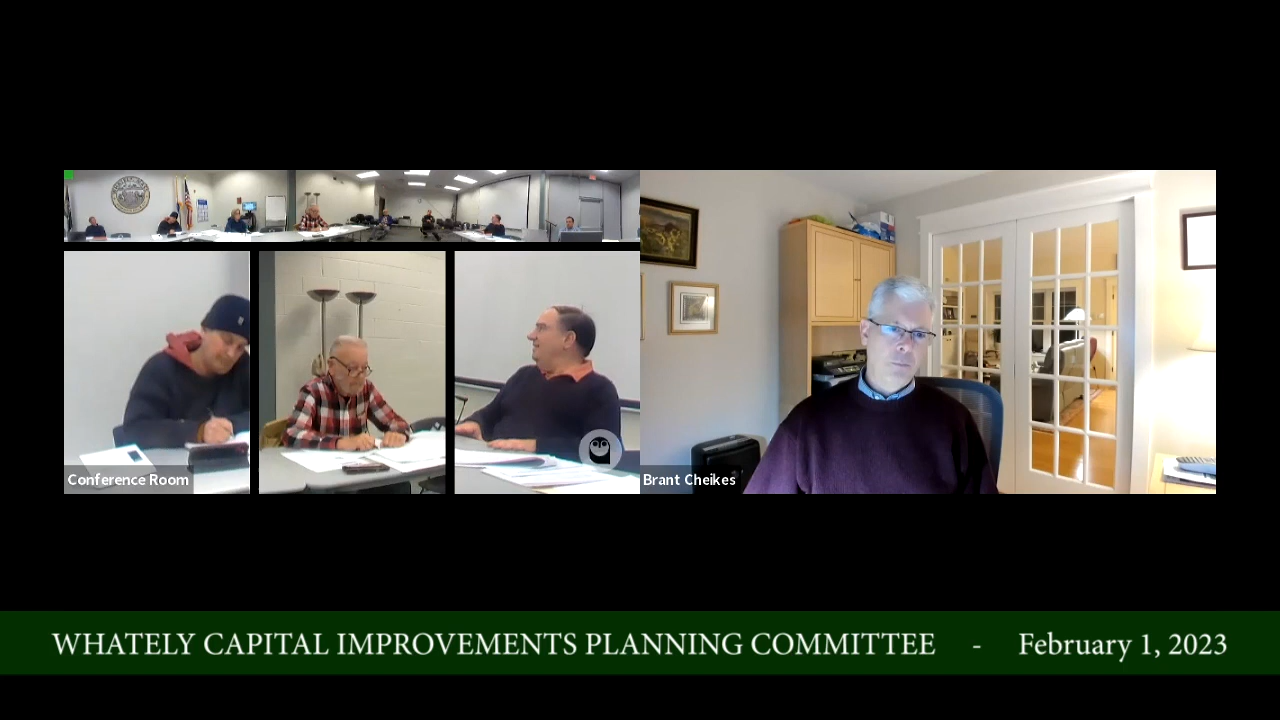 Conference Room
Brant Cheikes
WHATELY CAPITAL IMPROVEMENTS PLANNING COMMITTEE - February 1, 2023